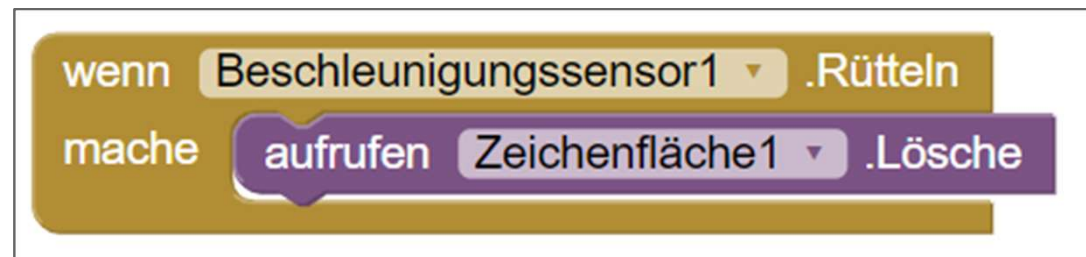 wenn Beschleunigungssensor1 .Rütteln
mache aufrufen Zeichenfläche1 .Lösche